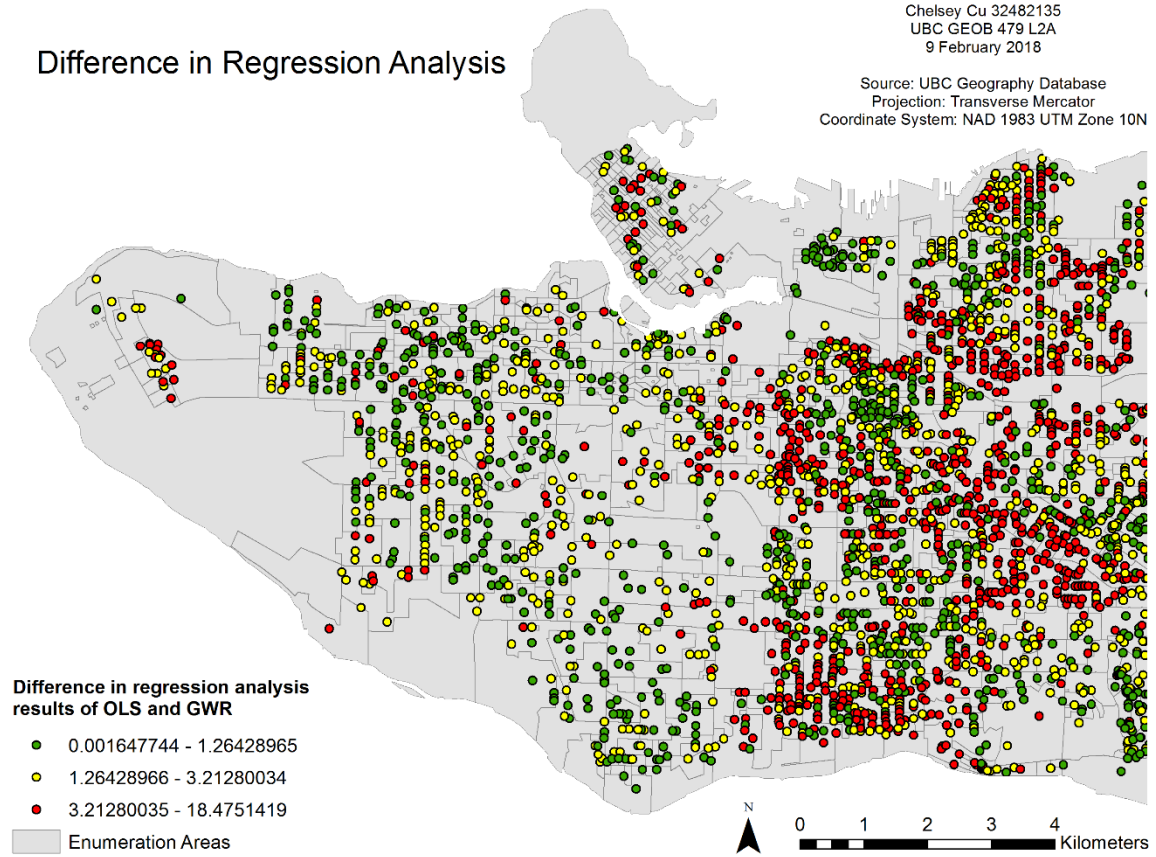 Chelsey Cu 32482135
UBC GEOB 479 L2A
9 February 2018
Difference in Regression Analysis
Source: UBC Geography Database
Projection: Transverse Mercator
Coordinate System: NAD 1983 UTM Zone 10N
Difference in regression analysis
results of OLS and GWR
0.001647744 - 1.26428965
1.26428966 - 3.21280034
3.21280035 - 18.4751419
Enumeration Areas
N
0 1 2 3 4
Kilometers